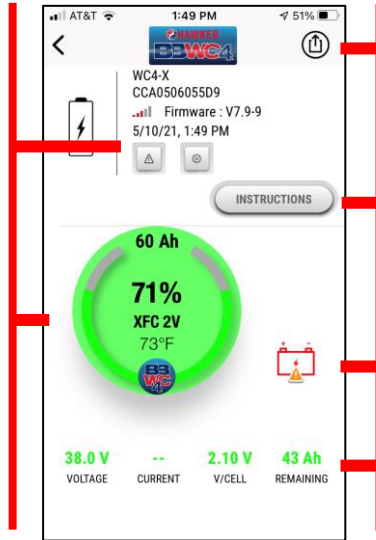 AT&T
1:49 PM
51%
HAWKER
BBWC4
WC4-X
CCA0506055D9
Firmware : V7.9-9
5/10/21, 1:49 PM
INSTRUCTIONS
60 Ah
71%
XFC 2V
73°F
BB
WC
4
38.0 V -- 2.10 V 43 Ah
VOLTAGE CURRENT V/CELL REMAINING